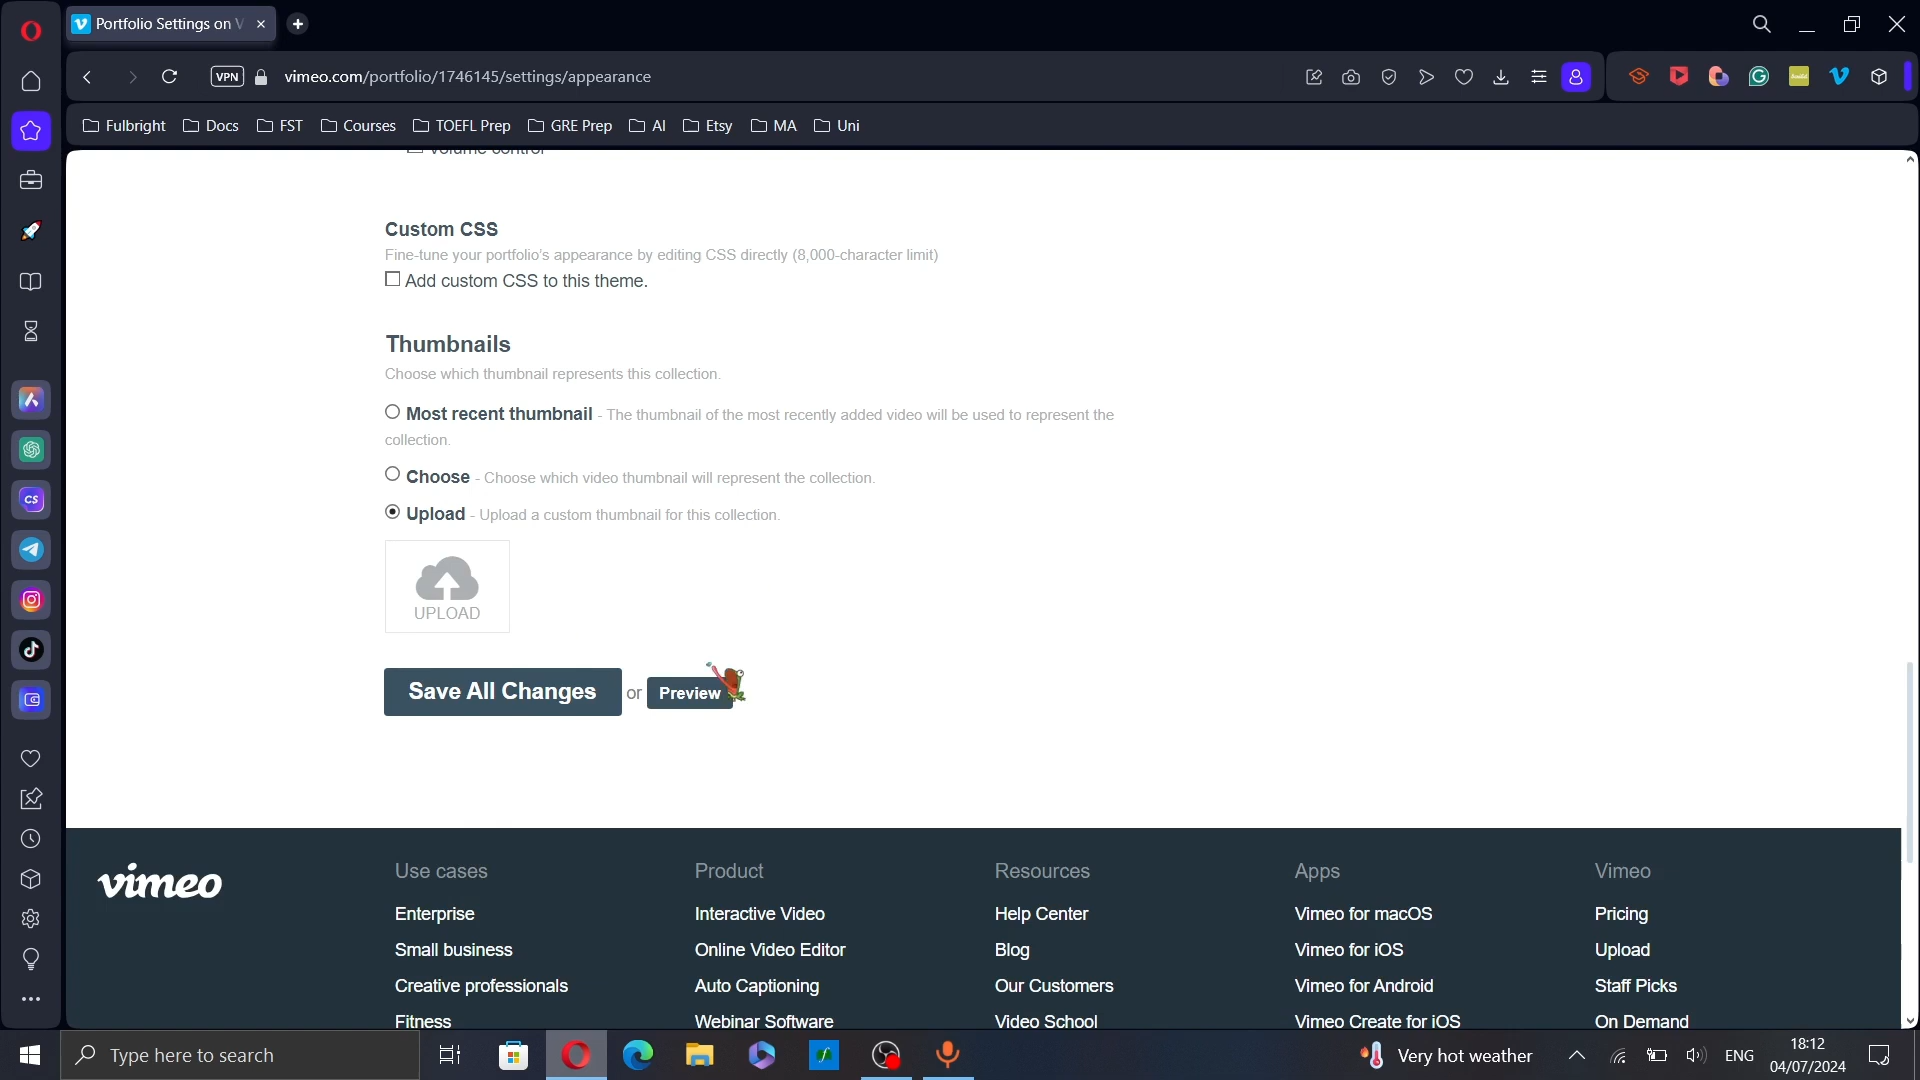 Portfolio Settings on V
VPN
vimeo.com/portfolio/1746145/settings/appearance
Fulbright Docs FST Courses TOEFL Prep GRE Prep AI Etsy MA Uni
Custom CSS
Fine-tune your portfolio's appearance by editing CSS directly (8,000-character limit)
Add custom CSS to this theme.
Thumbnails
Choose which thumbnail represents this collection.
Most recent thumbnail - The thumbnail of the most recently added video will be used to represent the
collection.
Choose - Choose which video thumbnail will represent the collection.
Upload - Upload a custom thumbnail for this collection.
UPLOAD
Save All Changes or Preview
vimeo
Use cases
Enterprise
Small business
Creative professionals
Fitness
Product
Interactive Video
Online Video Editor
Auto Captioning
Webinar Software
Resources
Help Center
Blog
Our Customers
Video School
Apps
Vimeo for macOS
Vimeo for iOS
Vimeo for Android
Vimeo Create for iOS
Vimeo
Pricing
Upload
Staff Picks
On Demand
CS
Type here to search
Very hot weather
ENG
18:12
04/07/2024